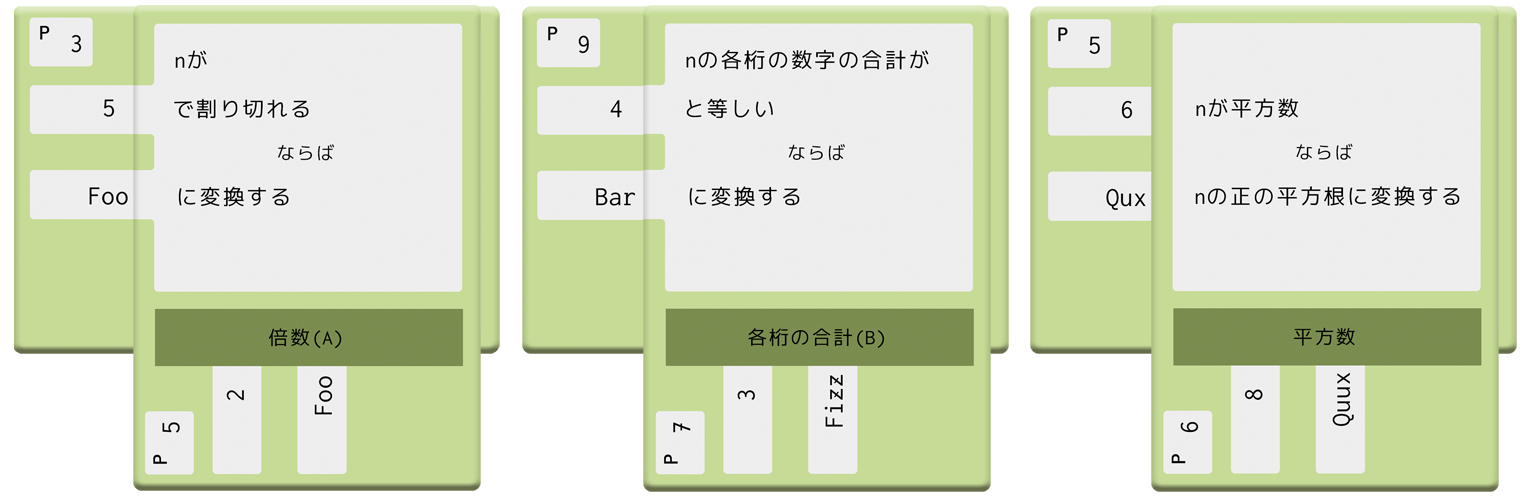 P 3
nが
5 で割り切れる
ならば
Foo に変換する
倍数(A)
2
Foo
P 5
P 9
nの各桁の数字の合計が
4 と等しい
ならば
Bar に変換する
各桁の合計(B)
3
Fizz
P 7
P 5
6 nが平方数
ならば
Qux nの正の平方根に変換する
平方数
8
Quux
P 6